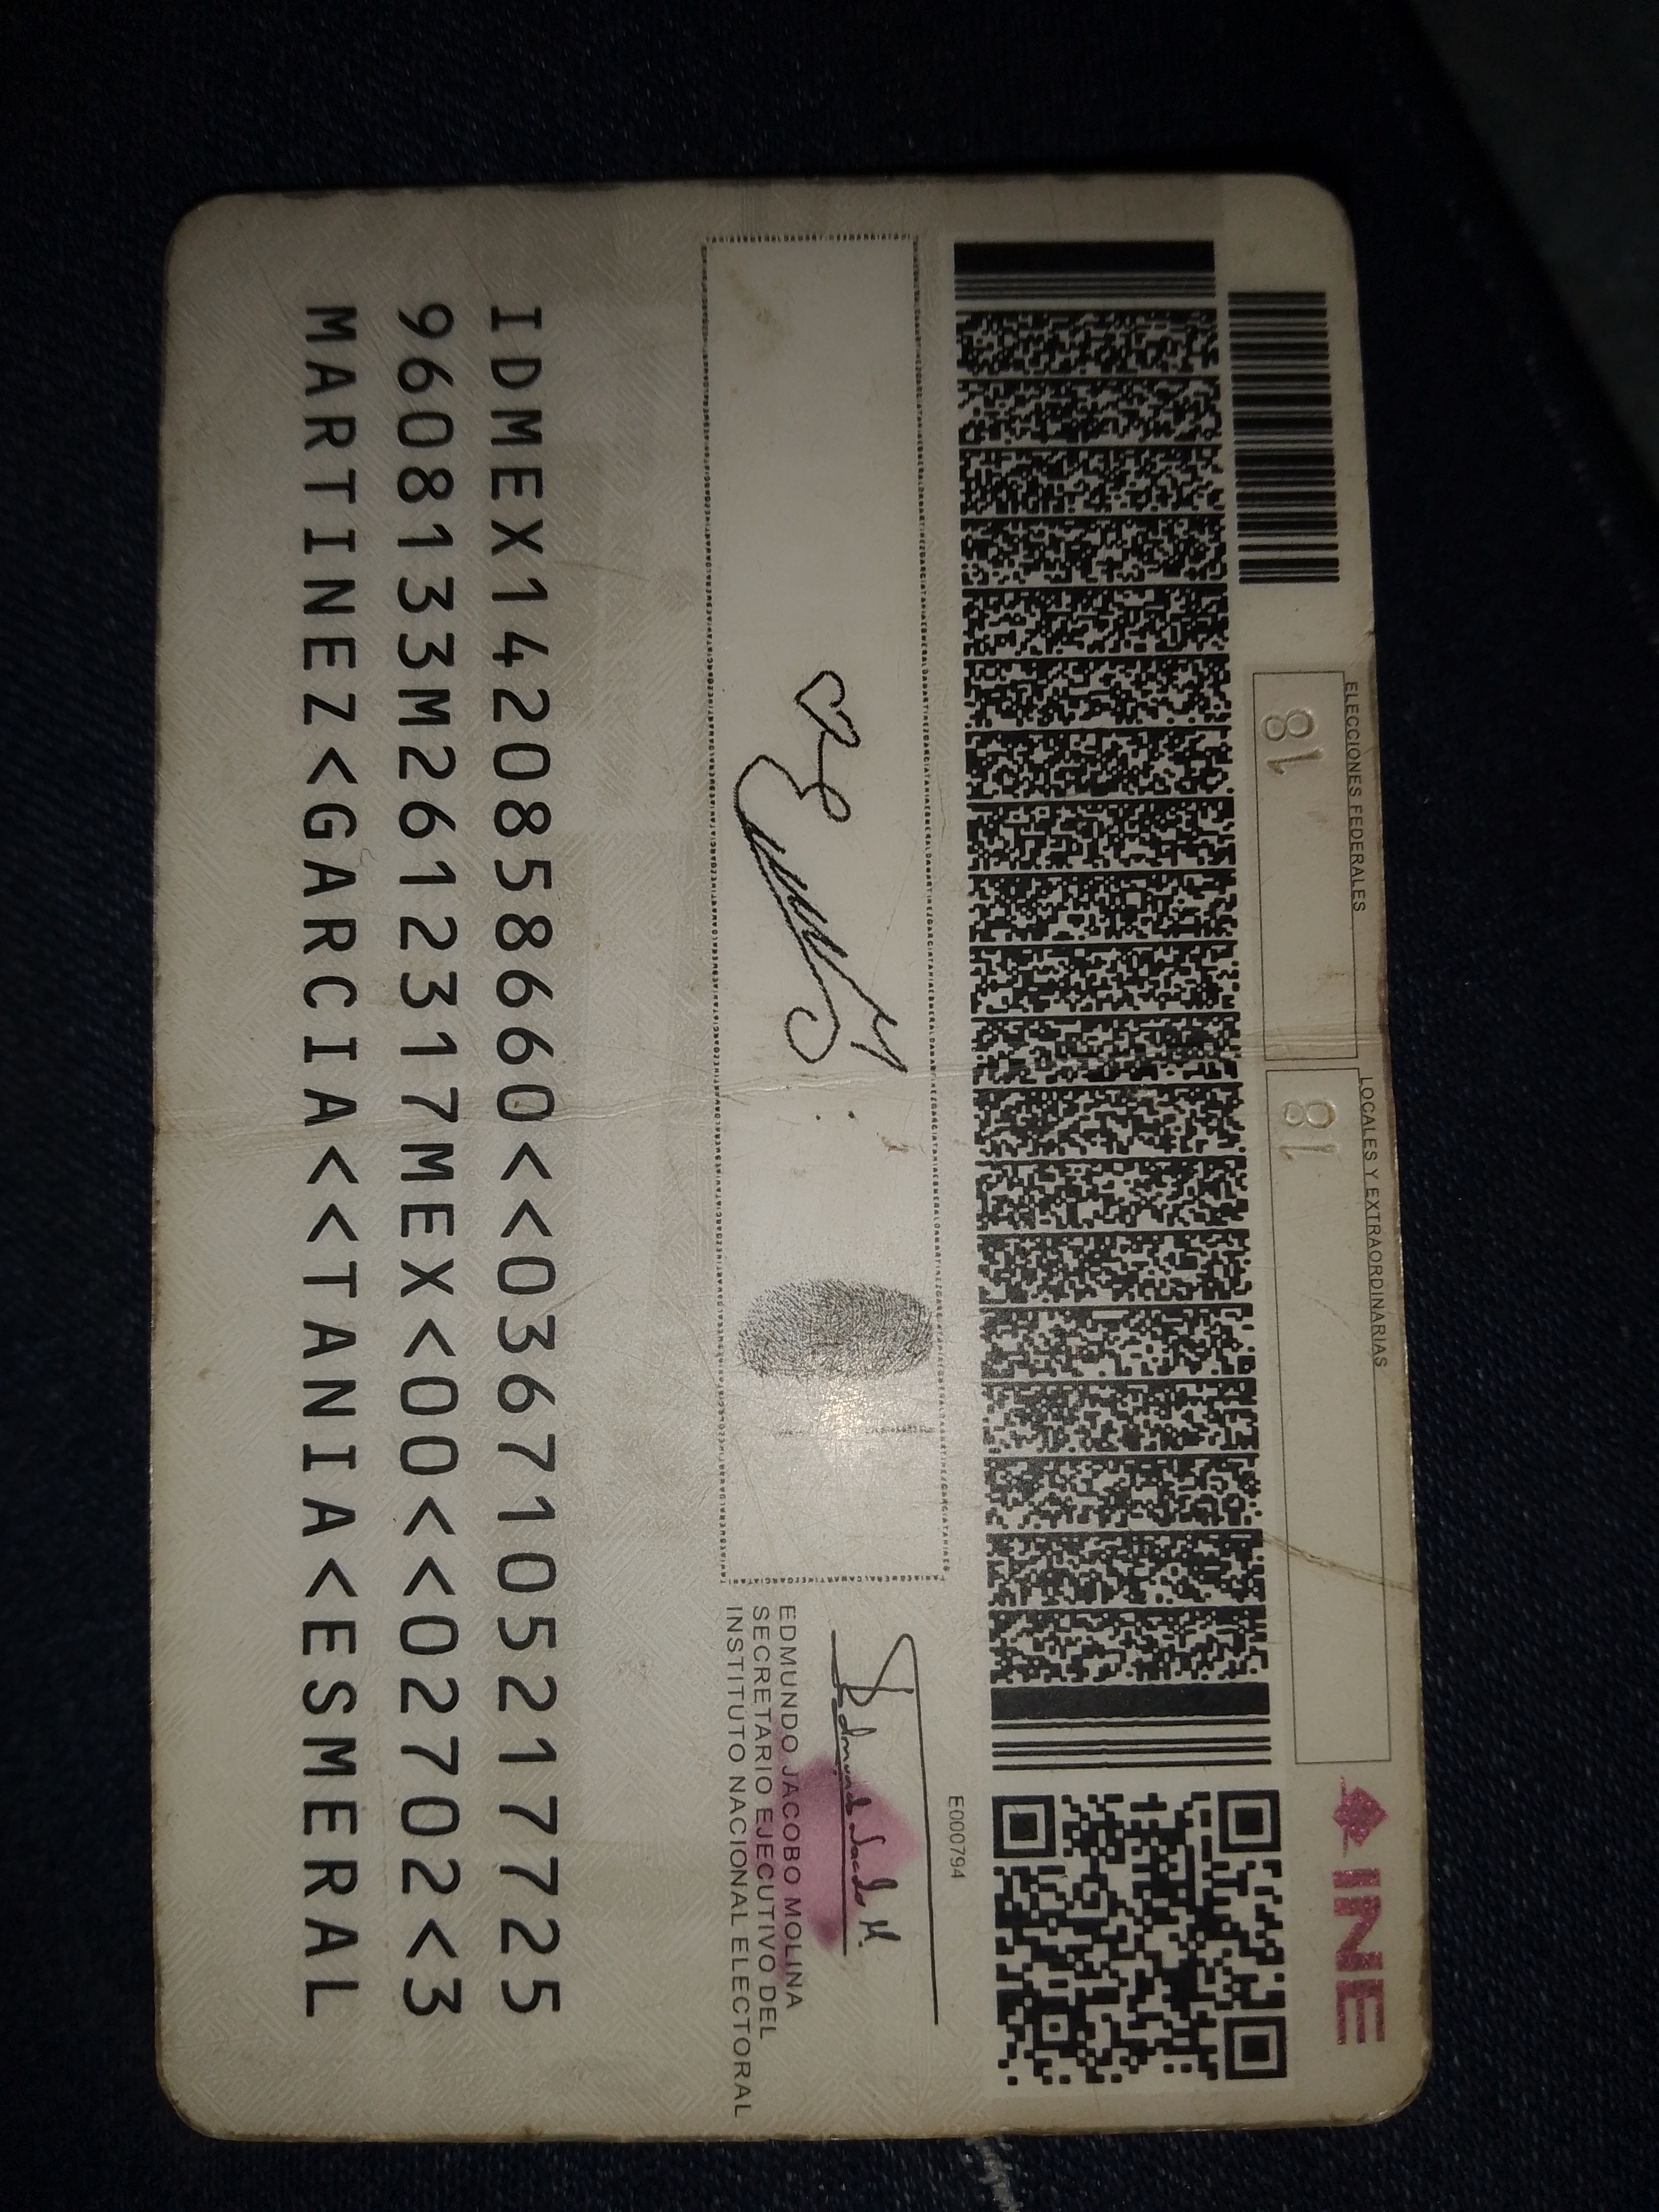 INE
ELECCIONES FEDERALES
LOCALES Y EXTRAORDINARIAS
18
18
E000794
EDMUNDO JACOBO MOLINA
SECRETARIO EJECUTIVO DEL
INSTITUTO NACIONAL ELECTORAL
IDMEX1420858660<<0367105217725
9608133M2612317MEX<00<<02702<3
MARTINEZ<GARCIA<<TANIA<ESMERAL